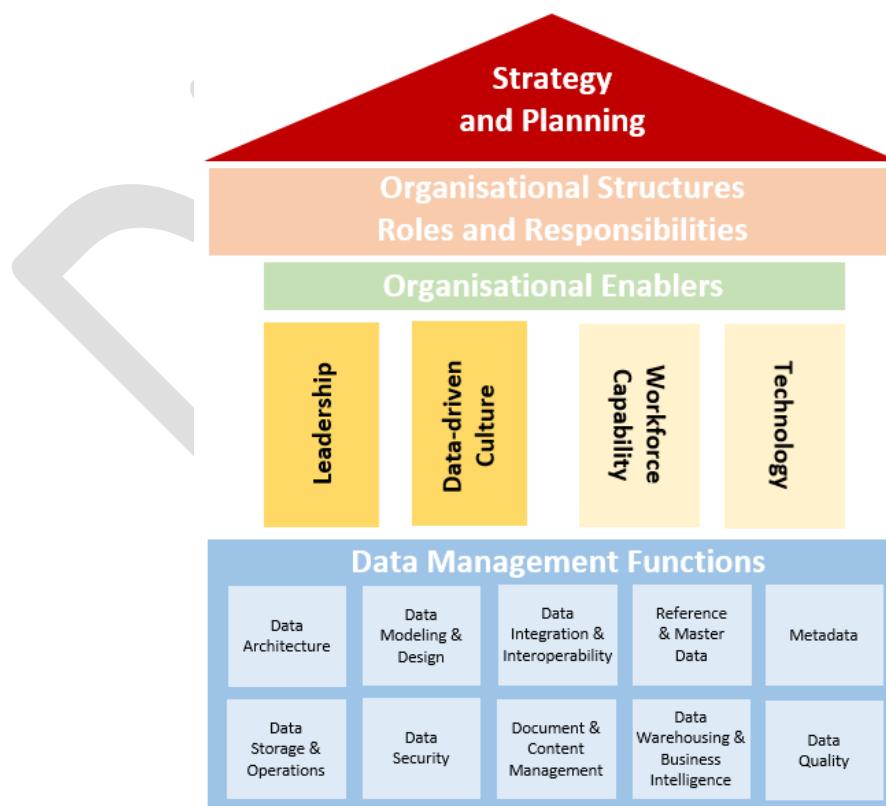 Strategy
and Planning
Organisational Structures
Roles and Responsibilities
Organisational Enablers
Leadership
Data-driven
Culture
Workforce
Capability
Technology
Data Management Functions
Data
Architecture
Data
Modeling &
Design
Data
Integration &
Interoperability
Reference
& Master
Data
Metadata
Data
Storage &
Operations
Data
Security
Document &
Content
Management
Data
Warehousing &
Business
Intelligence
Data
Quality